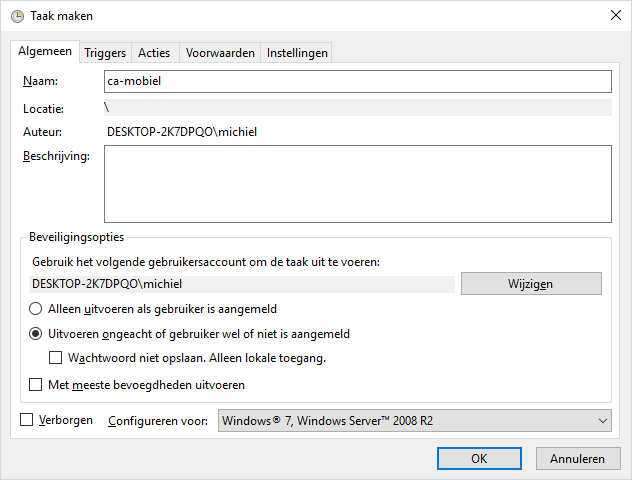 Taak maken
Algemeen Triggers Acties Voorwaarden Instellingen
Naam: ca-mobiel
Locatie: \
Auteur: DESKTOP-2K7DPQO\michiel
Beschrijving:
Beveiligingsopties
Gebruik het volgende gebruikersaccount om de taak uit te voeren:
DESKTOP-2K7DPQO\michiel Wijzigen
Alleen uitvoeren als gebruiker is aangemeld
Uitvoeren ongeacht of gebruiker wel of niet is aangemeld
Wachtwoord niet opslaan. Alleen lokale toegang.
Met meeste bevoegdheden uitvoeren
Verborgen Configureren voor: Windows® 7, Windows Server™ 2008 R2
OK Annuleren